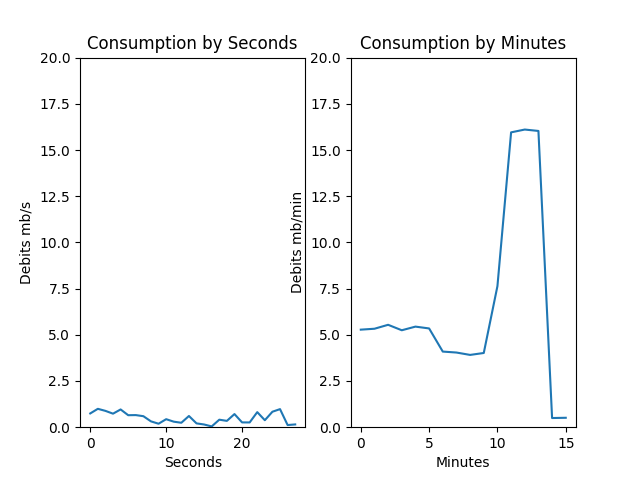 Consumption by Seconds
20.0
17.5
15.0
12.5
10.0
7.5
5.0
2.5
0.0
Debits mb/s
0 10 20
Seconds
Consumption by Minutes
20.0
17.5
15.0
12.5
10.0
7.5
5.0
2.5
0.0
Debits mb/min
0 5 10 15
Minutes